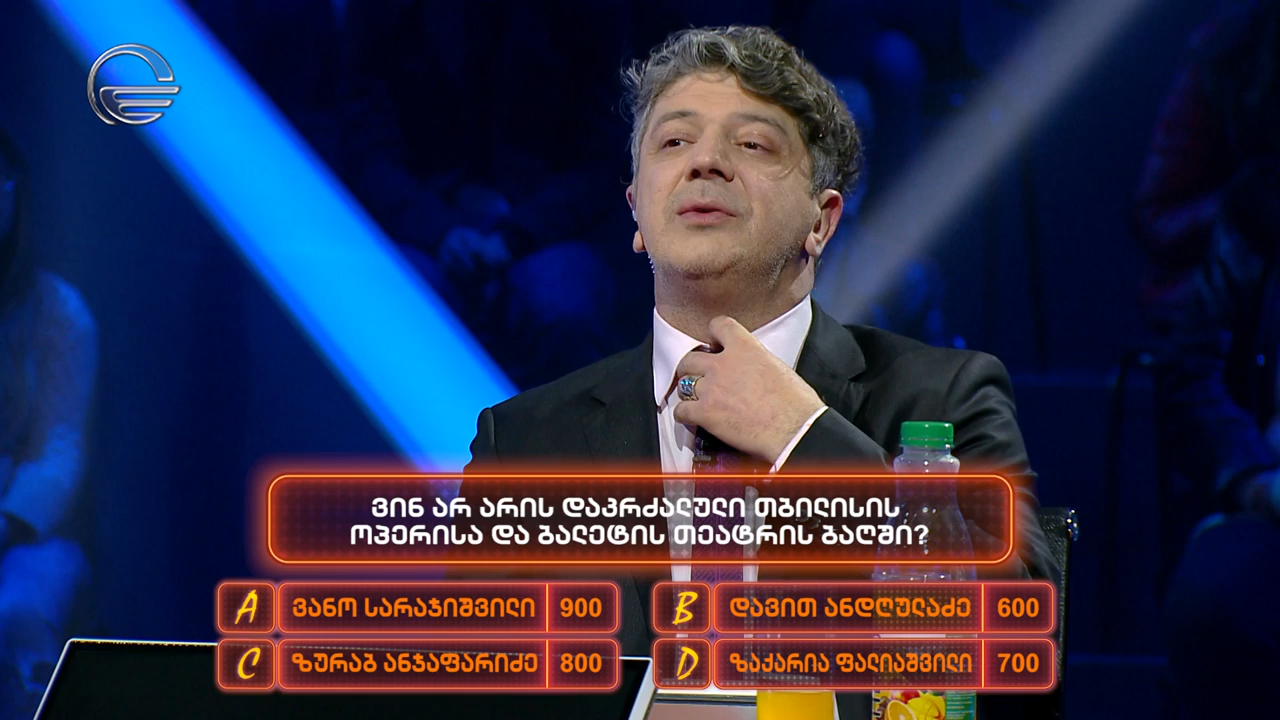 ვინ არ არის დაკრძალული თბილისის
ოპერისა და ბალეტის თეატრის ბაღში?
A ვანო სარაჯიშვილი 900
B დავით ანდღულაძე 600
C ზურაბ ანჯაფარიძე 800
D ზაქარია ფალიაშვილი 700